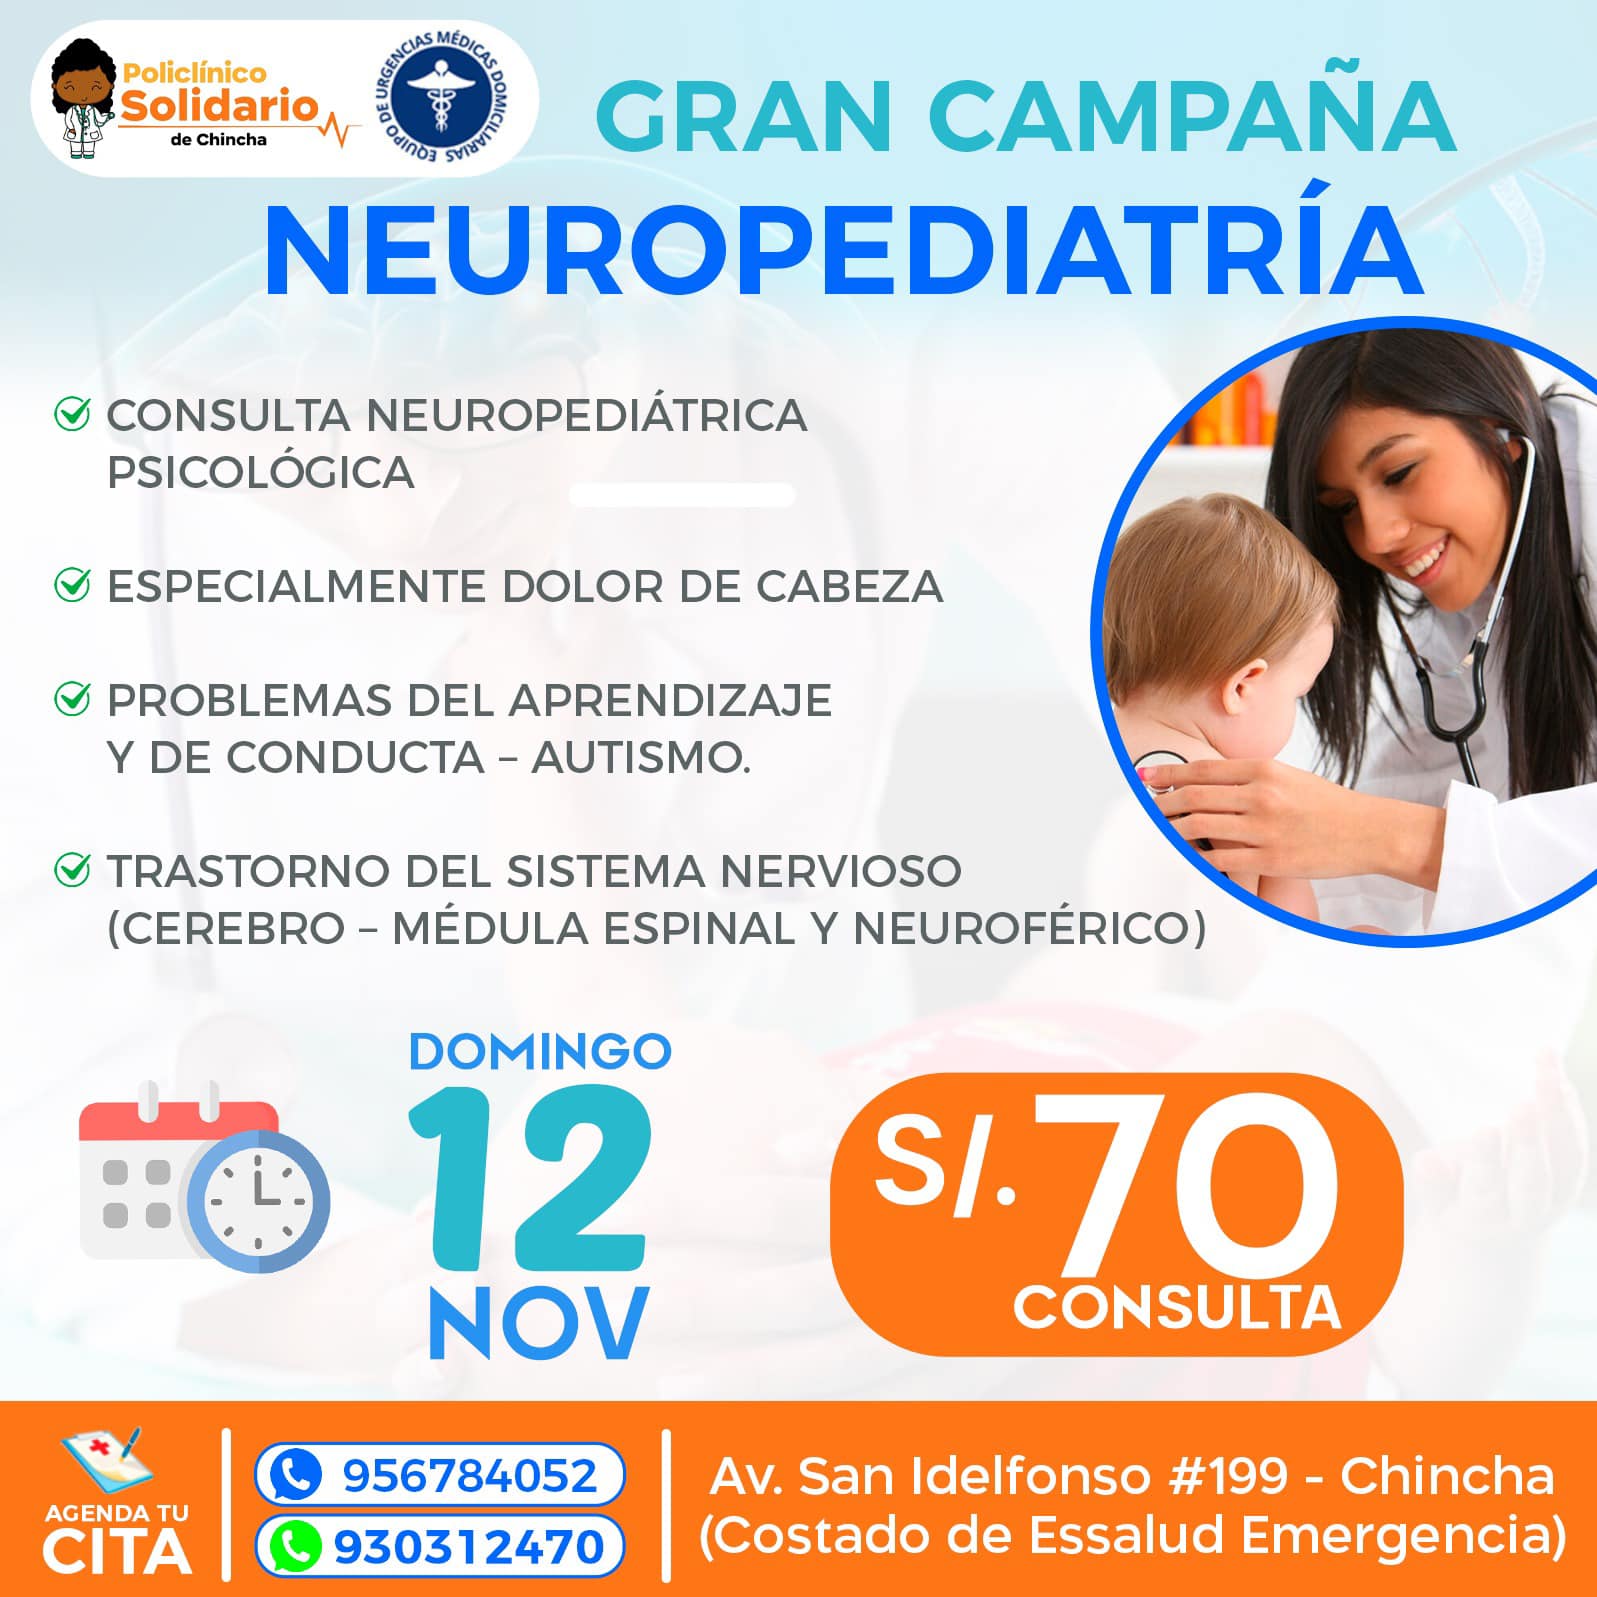 Policlínico
Solidario
de Chincha
EQUIPO DE URGENCIAS MÉDICAS DOMICILIARIAS
GRAN CAMPAÑA
NEUROPEDIATRÍA
CONSULTA NEUROPEDIÁTRICA
PSICOLÓGICA
ESPECIALMENTE DOLOR DE CABEZA
PROBLEMAS DEL APRENDIZAJE
Y DE CONDUCTA – AUTISMO.
TRASTORNO DEL SISTEMA NERVIOSO
(CEREBRO – MÉDULA ESPINAL Y NEUROFÉRICO)
DOMINGO
12
NOV
S/. 70
CONSULTA
AGENDA TU
CITA
956784052
930312470
Av. San Idelfonso #199 - Chincha
(Costado de Essalud Emergencia)